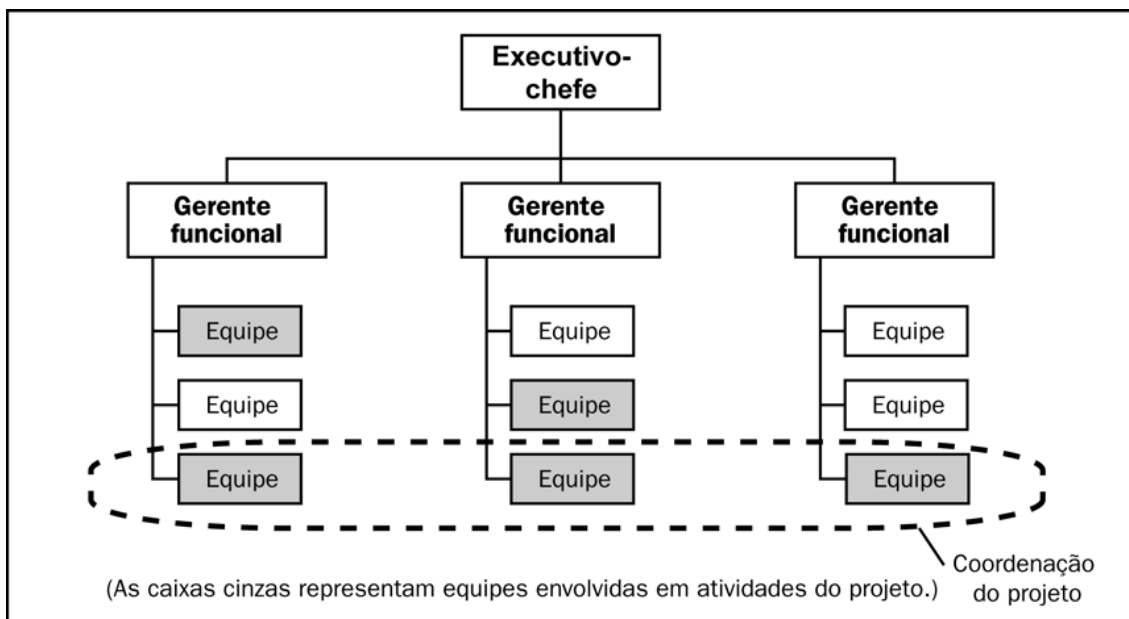 Executivo-
chefe
Gerente
funcional
Gerente
funcional
Gerente
funcional
Equipe
Equipe
Equipe
Equipe
Equipe
Equipe
Equipe
Equipe
Equipe
Coordenação
do projeto
(As caixas cinzas representam equipes envolvidas em atividades do projeto.)